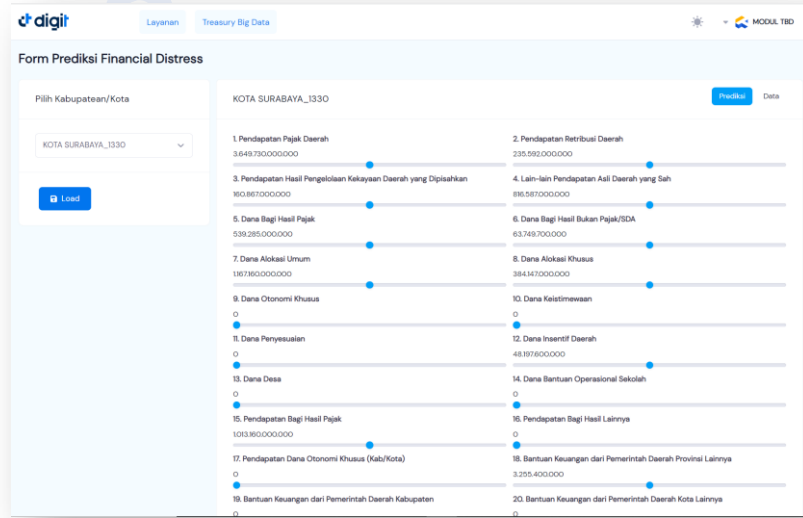 digit
Layanan
Treasury Big Data
MODUL TBD
Form Prediksi Financial Distress
Pilih Kabupatean/Kota
KOTA SURABAYA_1330
Load
KOTA SURABAYA_1330
Prediksi
Data
1. Pendapatan Pajak Daerah
3.649.730.000.000
2. Pendapatan Retribusi Daerah
235.592.000.000
3. Pendapatan Hasil Pengelolaan Kekayaan Daerah yang Dipisahkan
160.867.000.000
4. Lain-lain Pendapatan Asli Daerah yang Sah
816.587.000.000
5. Dana Bagi Hasil Pajak
539.285.000.000
6. Dana Bagi Hasil Bukan Pajak/SDA
63.749.700.000
7. Dana Alokasi Umum
1.167.160.000.000
8. Dana Alokasi Khusus
384.147.000.000
9. Dana Otonomi Khusus
0
10. Dana Keistimewaan
0
11. Dana Penyesuaian
0
12. Dana Insentif Daerah
48.197.600.000
13. Dana Desa
0
14. Dana Bantuan Operasional Sekolah
0
15. Pendapatan Bagi Hasil Pajak
1.013.160.000.000
16. Pendapatan Bagi Hasil Lainnya
0
17. Pendapatan Dana Otonomi Khusus (Kab/Kota)
0
18. Bantuan Keuangan dari Pemerintah Daerah Provinsi Lainnya
3.255.400.000
19. Bantuan Keuangan dari Pemerintah Daerah Kabupaten
0
20. Bantuan Keuangan dari Pemerintah Daerah Kota Lainnya
0